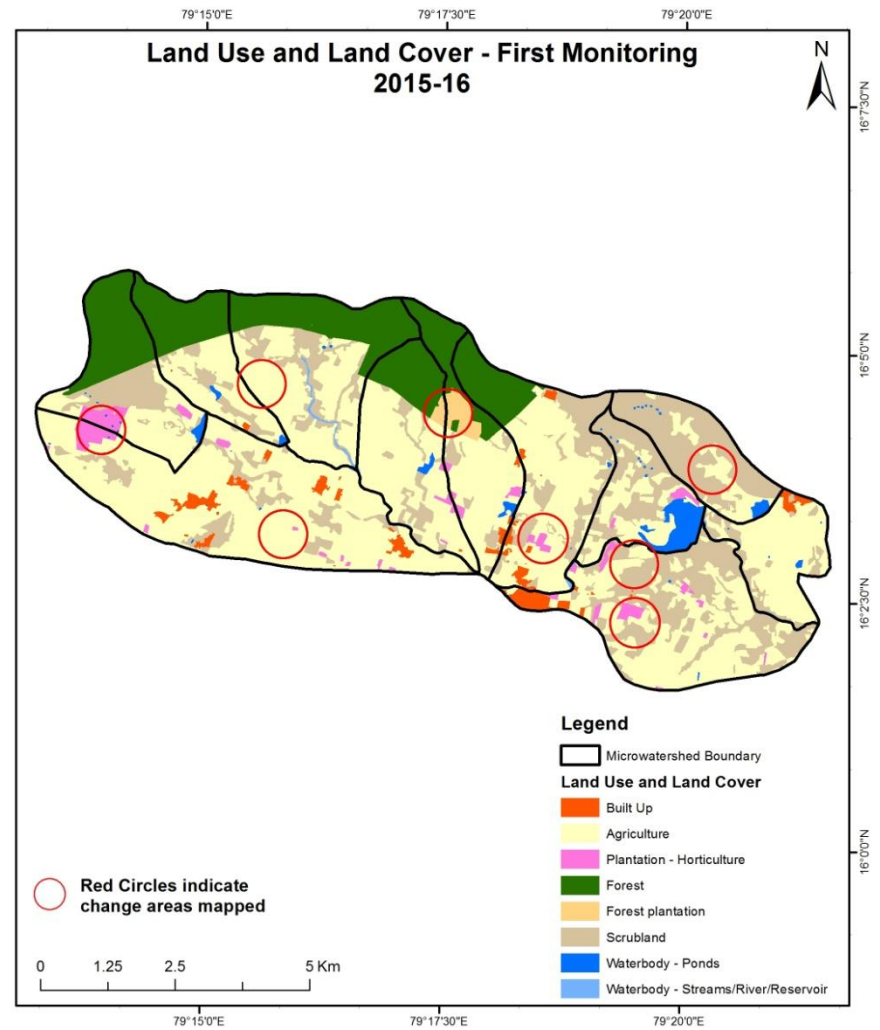 79°15'0"E 79°17'30"E 79°20'0"E
Land Use and Land Cover - First Monitoring
2015-16
N
16°7'30"N
16°5'0"N
16°2'30"N
16°0'0"N
Legend
Microwatershed Boundary
Land Use and Land Cover
Built Up
Agriculture
Plantation - Horticulture
Forest
Forest plantation
Scrubland
Waterbody - Ponds
Waterbody - Streams/River/Reservoir
Red Circles indicate
change areas mapped
0 1.25 2.5 5 Km
79°15'0"E 79°17'30"E 79°20'0"E